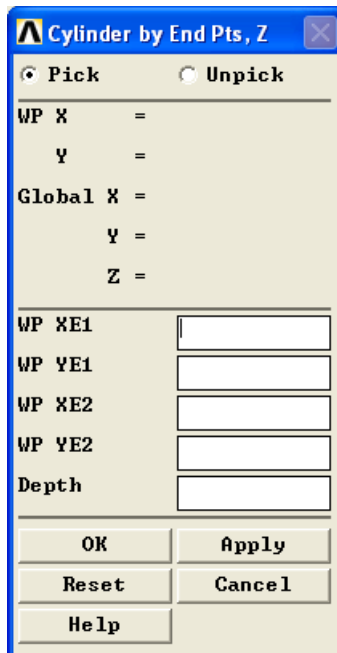 Cylinder by End Pts, Z
Pick Unpick
WP X =
Y =
Global X =
Y =
Z =
WP XE1
WP YE1
WP XE2
WP YE2
Depth
OK Apply
Reset Cancel
Help